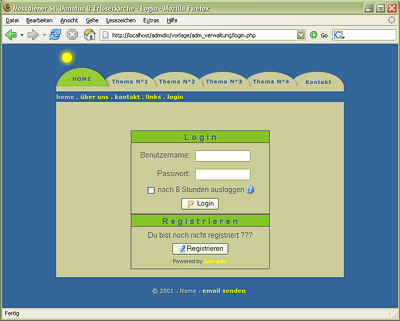 Messdiener St. Donatus & Erlöserkirche - Login - Mozilla Firefox
Datei Bearbeiten Ansicht Gehe Lesezeichen Extras Hilfe
http://localhost/admidio/vorlage/adm_verwaltung/login.php Go
HOME Thema N°1 Thema N°2 Thema N°3 Thema N°4 Kontakt
home . über uns . kontakt . links . login
Login
Benutzername:
Passwort:
nach 8 Stunden ausloggen ?
Login
Registrieren
Du bist noch nicht registriert ???
Registrieren
Powered by Admidio
© 2001 . Name . email senden
Fertig